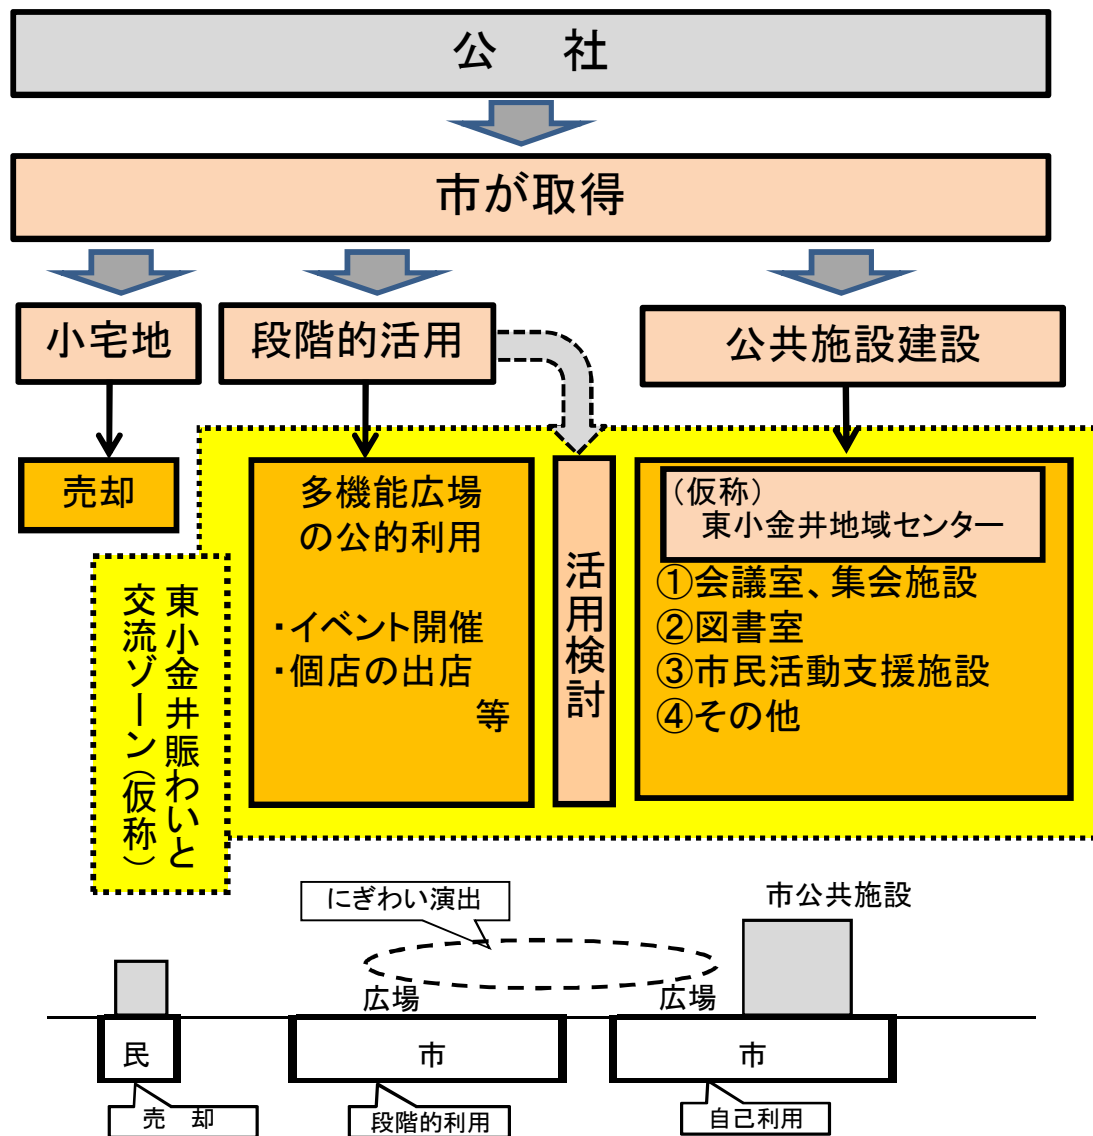 公 社
市が取得
小宅地
段階的活用
公共施設建設
売却
多機能広場
の公的利用
・イベント開催
・個店の出店
等
活用検討
(仮称)
東小金井地域センター
①会議室、集会施設
②図書室
③市民活動支援施設
④その他
東小金井賑わいと
交流ゾーン(仮称)
にぎわい演出
市公共施設
広場
広場
民
市
市
売 却
段階的利用
自己利用